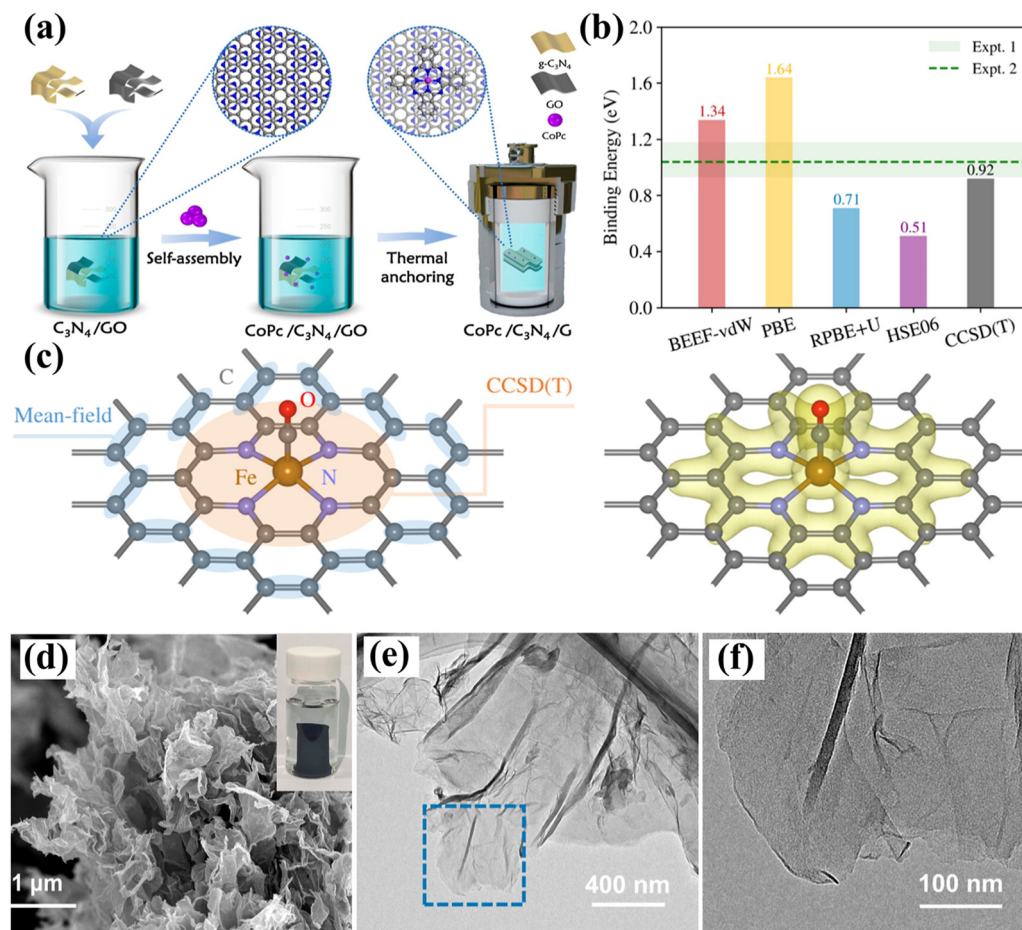 (a)
g-C₃N₄
GO
CoPc
300
300
250
Self-assembly
Thermal
anchoring
C₃N₄/GO
CoPc/C₃N₄/GO
CoPc/C₃N₄/G
(b)
Binding Energy (eV)
2.0
1.6
1.2
0.8
0.4
0.0
Expt. 1
Expt. 2
1.34
1.64
0.71
0.51
0.92
BEEF-vdW
PBE
RPBE+U
HSE06
CCSD(T)
(c)
Mean-field
C
O
CCSD(T)
Fe
N
(d)
1 μm
(e)
400 nm
(f)
100 nm